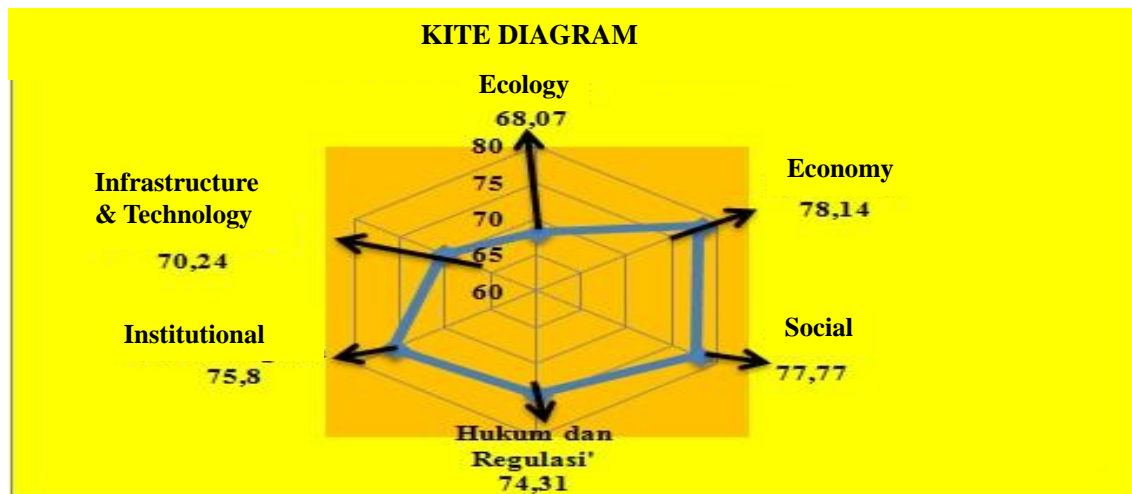 KITE DIAGRAM
Ecology
68,07
80
75
70
65
60
Economy
78,14
Infrastructure
& Technology
70,24
Institutional
75,8
Social
77,77
Hukum dan
Regulasi'
74,31